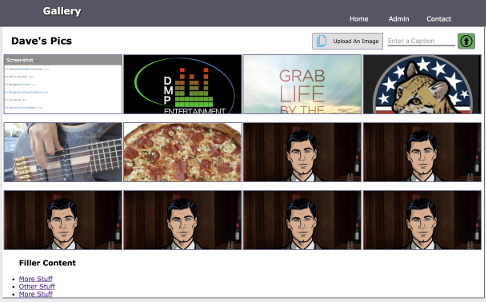 Gallery
Home Admin Contact
Dave's Pics
Upload An Image
Enter a Caption
Screenshot
DMP
ENTERTAINMENT
GRAB
LIFE
BY THE
Filler Content
More Stuff
Other Stuff
More Stuff